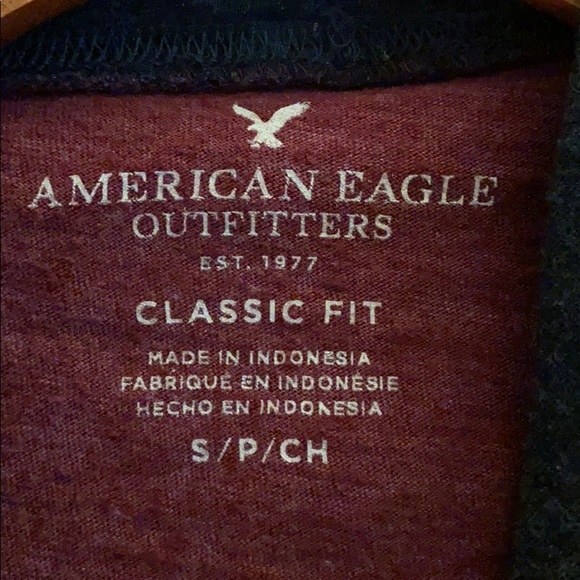 AMERICAN EAGLE
OUTFITTERS
EST. 1977
CLASSIC FIT
MADE IN INDONESIA
FABRIQUÉ EN INDONÉSIE
HECHO EN INDONESIA
S/P/CH